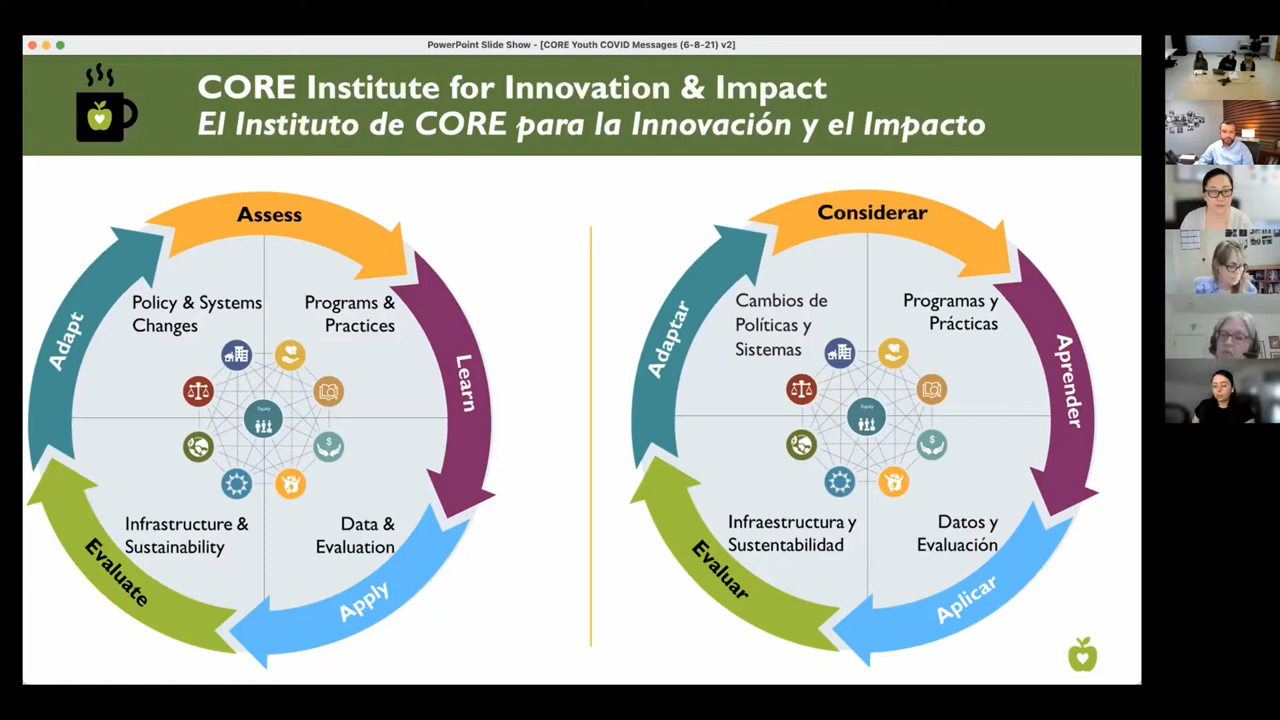 PowerPoint Slide Show - [CORE Youth COVID Messages (6-8-21) v2]
CORE Institute for Innovation & Impact
El Instituto de CORE para la Innovación y el Impacto
Assess
Learn
Apply
Evaluate
Adapt
Policy & Systems
Changes
Programs &
Practices
Equity
Infrastructure &
Sustainability
Data &
Evaluation
Considerar
Aprender
Aplicar
Evaluar
Adaptar
Cambios de
Políticas y
Sistemas
Programas y
Prácticas
Equity
Infraestructura y
Sustentabilidad
Datos y
Evaluación